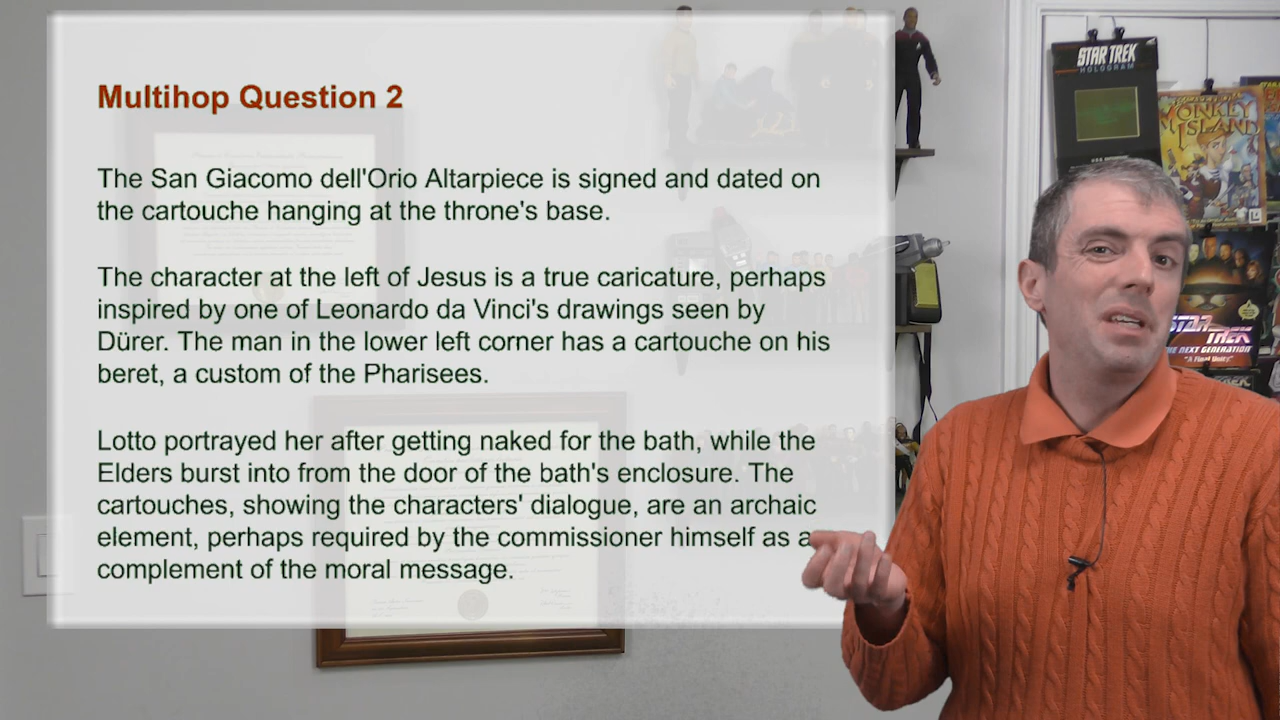 Multihop Question 2
The San Giacomo dell'Orio Altarpiece is signed and dated on
the cartouche hanging at the throne's base.
The character at the left of Jesus is a true caricature, perhaps
inspired by one of Leonardo da Vinci's drawings seen by
Dürer. The man in the lower left corner has a cartouche on his
beret, a custom of the Pharisees.
Lotto portrayed her after getting naked for the bath, while the
Elders burst into from the door of the bath's enclosure. The
cartouches, showing the characters' dialogue, are an archaic
element, perhaps required by the commissioner himself as a
complement of the moral message.
STAR TREK
HOLOGRAM
MONKEY
ISLAND
STAR TREK
THE NEXT GENERATION
"A Final Unity"